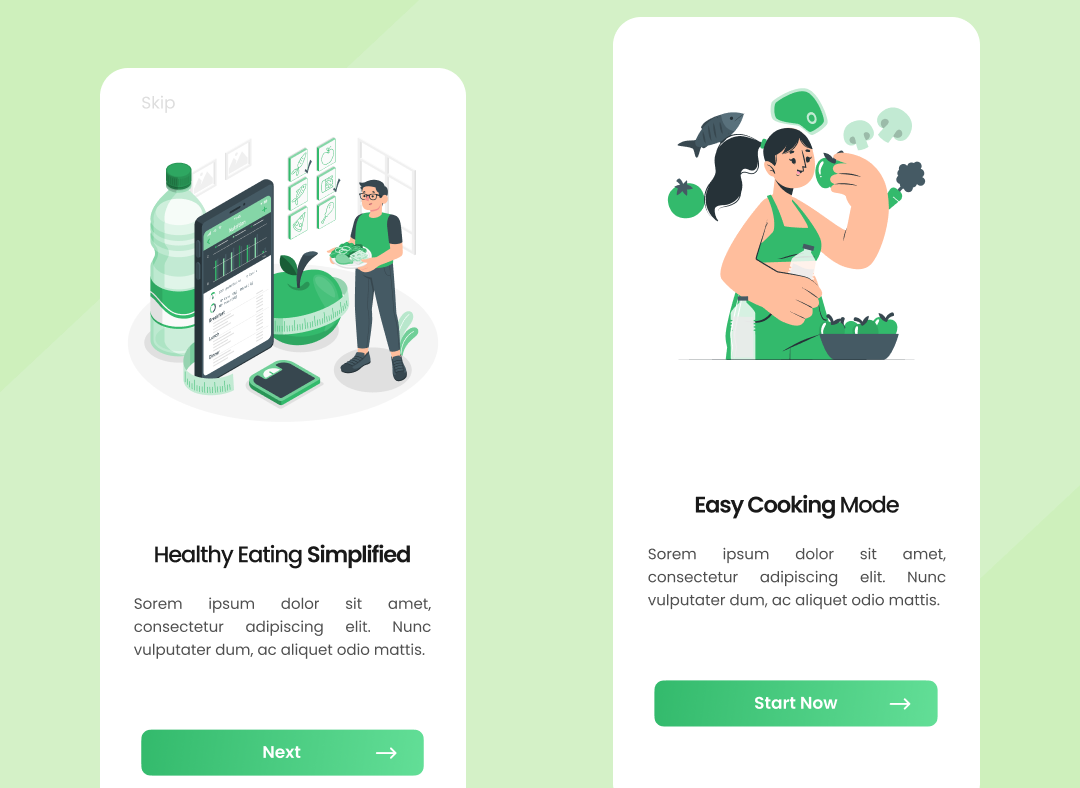 Skip
Healthy Eating Simplified
Sorem ipsum dolor sit amet,
consectetur adipiscing elit. Nunc
vulputater dum, ac aliquet odio mattis.
Next
Easy Cooking Mode
Sorem ipsum dolor sit amet,
consectetur adipiscing elit. Nunc
vulputater dum, ac aliquet odio mattis.
Start Now